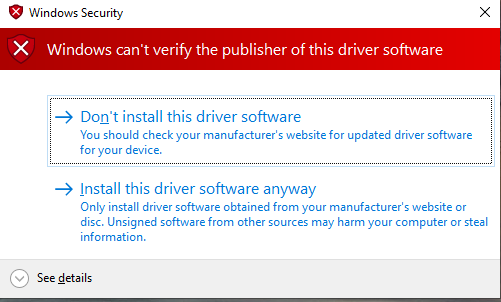 Windows Security
Windows can't verify the publisher of this driver software
Don't install this driver software
You should check your manufacturer's website for updated driver software
for your device.
Install this driver software anyway
Only install driver software obtained from your manufacturer's website or
disc. Unsigned software from other sources may harm your computer or steal
information.
See details